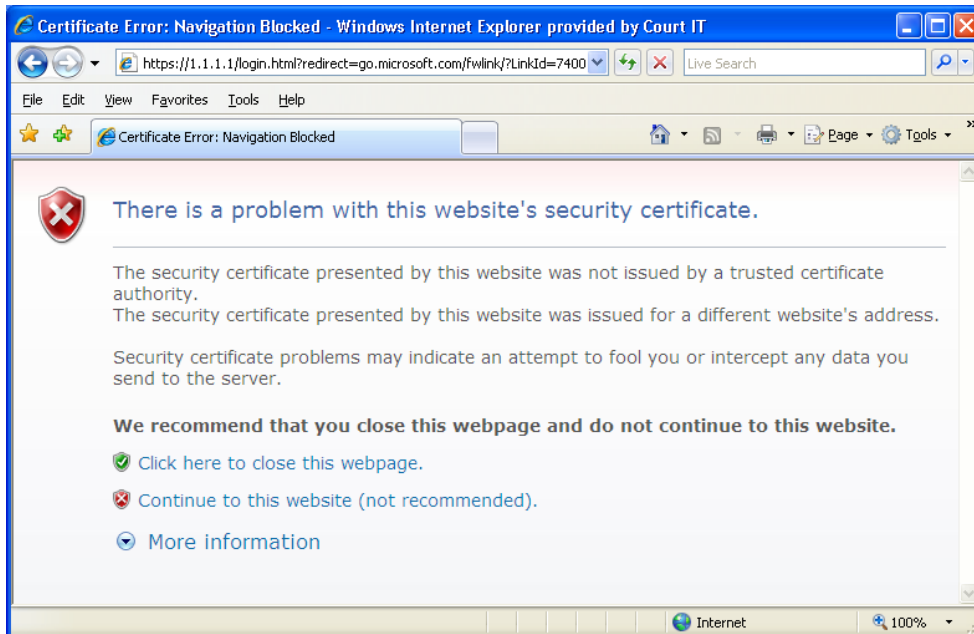 Certificate Error: Navigation Blocked - Windows Internet Explorer provided by Court IT
https://1.1.1.1/login.html?redirect=go.microsoft.com/fwlink/?LinkId=7400
Live Search
File Edit View Favorites Tools Help
Certificate Error: Navigation Blocked
Page Tools »
There is a problem with this website's security certificate.
The security certificate presented by this website was not issued by a trusted certificate
authority.
The security certificate presented by this website was issued for a different website's address.
Security certificate problems may indicate an attempt to fool you or intercept any data you
send to the server.
We recommend that you close this webpage and do not continue to this website.
Click here to close this webpage.
Continue to this website (not recommended).
More information
Internet 100%